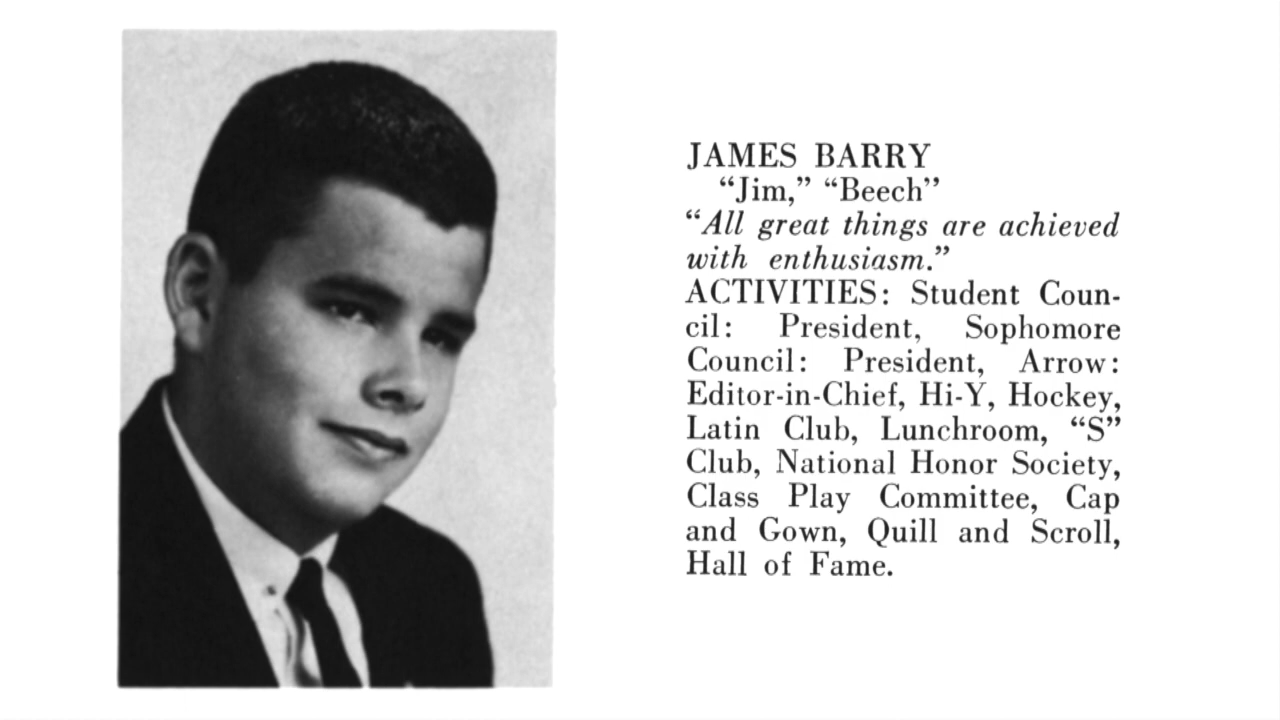 JAMES BARRY
“Jim,” “Beech”
“All great things are achieved
with enthusiasm.”
ACTIVITIES: Student Coun-
cil: President, Sophomore
Council: President, Arrow:
Editor-in-Chief, Hi-Y, Hockey,
Latin Club, Lunchroom, “S”
Club, National Honor Society,
Class Play Committee, Cap
and Gown, Quill and Scroll,
Hall of Fame.